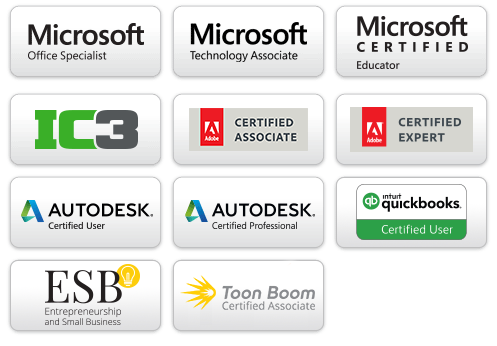 Microsoft
Office Specialist
Microsoft
Technology Associate
Microsoft
CERTIFIED
Educator
IC3
Adobe
CERTIFIED
ASSOCIATE
Adobe
CERTIFIED
EXPERT
AUTODESK.
Certified User
AUTODESK.
Certified Professional
qb
intuit
quickbooks.
Certified User
ESB
Entrepreneurship
and Small Business
Toon Boom
Certified Associate